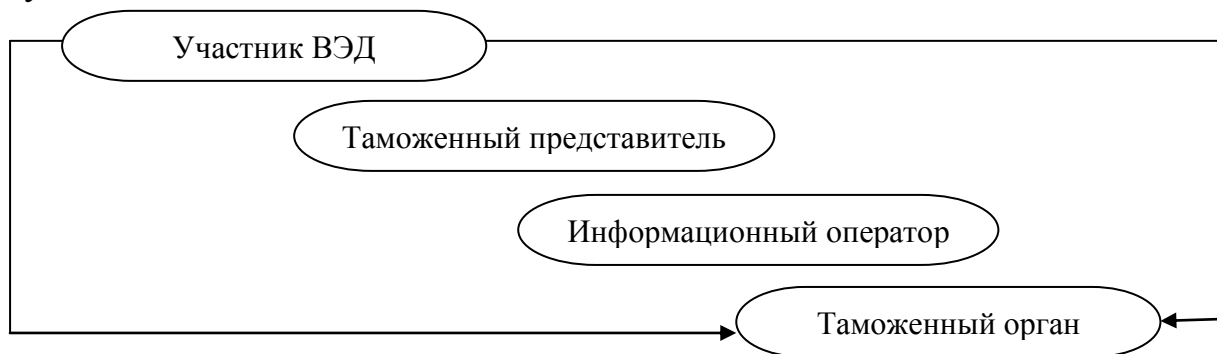 Участник ВЭД
Таможенный представитель
Информационный оператор
Таможенный орган